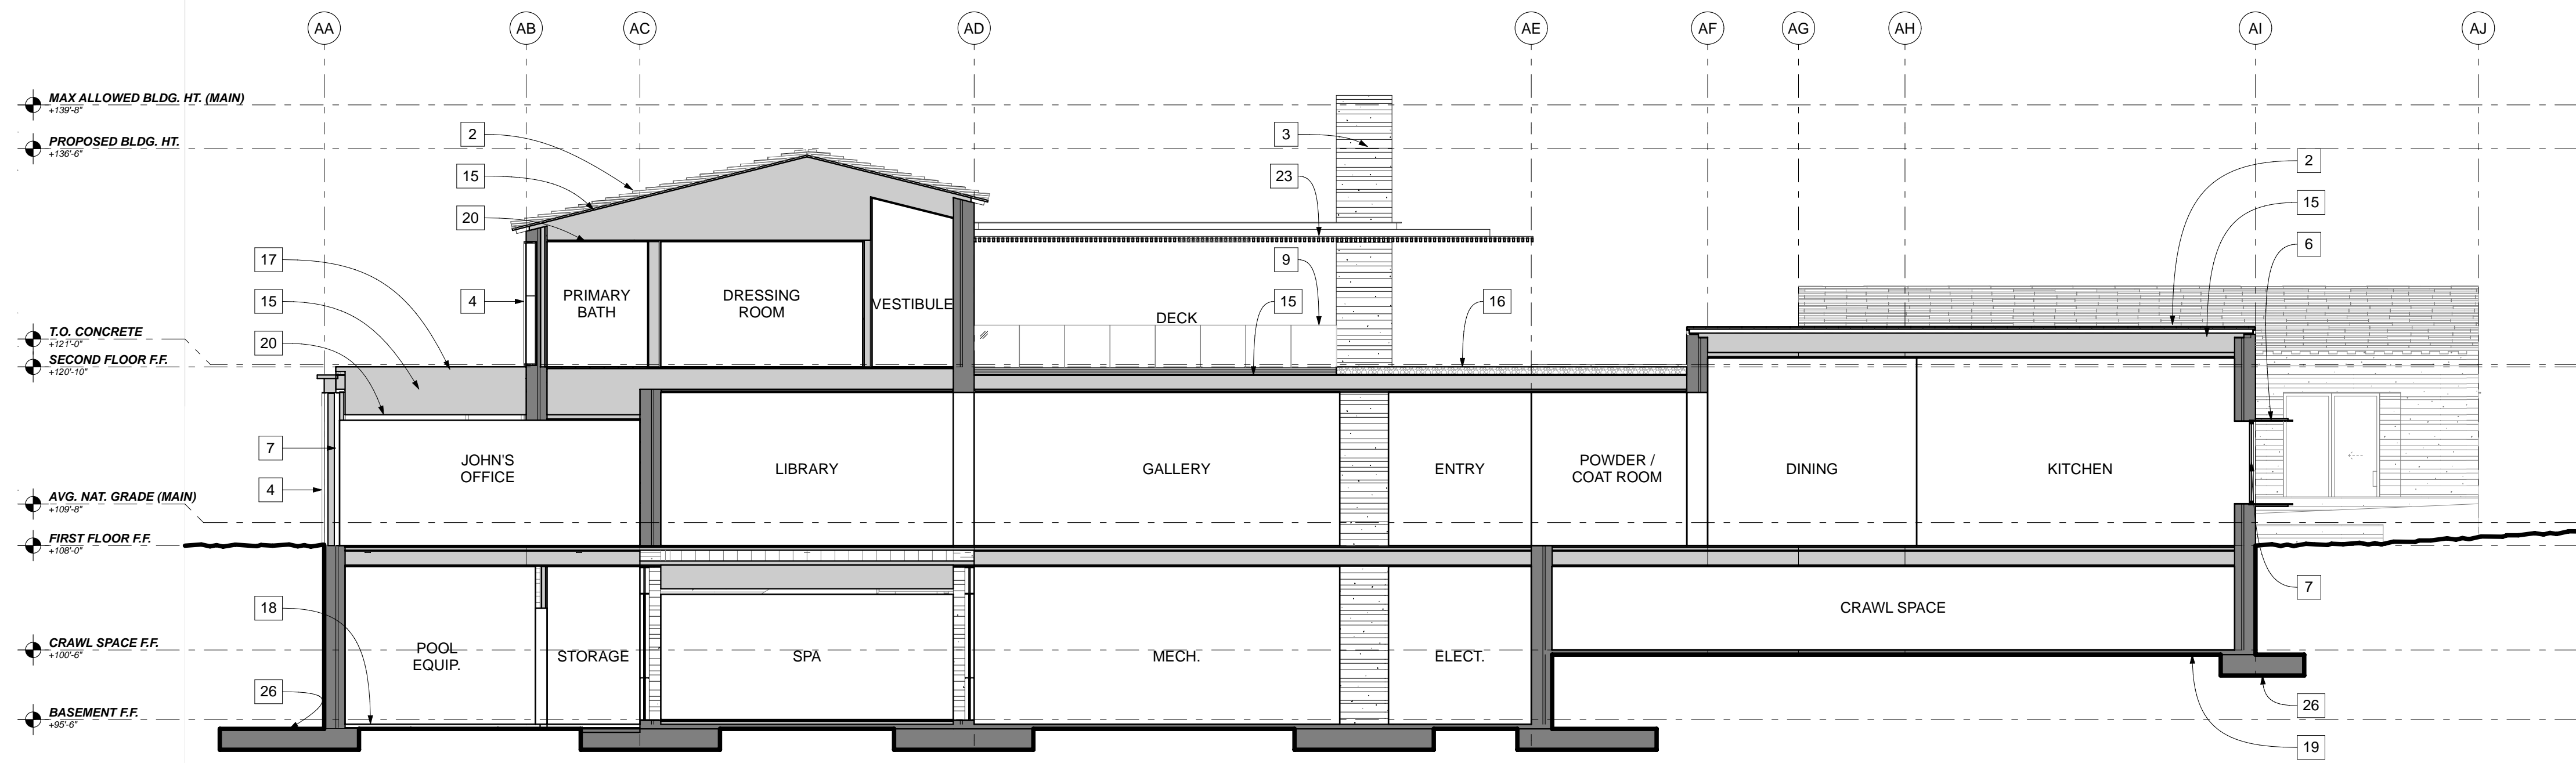 AA AB AC AD AE AF AG AH AI AJ
MAX ALLOWED BLDG. HT. (MAIN)
+139'-8"
2
3
PROPOSED BLDG. HT.
+136'-6"
2
15
23
15
20
6
17
9
4
PRIMARY
BATH
DRESSING
ROOM
VESTIBULE
15
15
16
DECK
T.O. CONCRETE
+121'-0"
20
SECOND FLOOR F.F.
+120'-10"
7
JOHN'S
OFFICE
LIBRARY
GALLERY
ENTRY
POWDER /
COAT ROOM
DINING
KITCHEN
4
AVG. NAT. GRADE (MAIN)
+109'-8"
FIRST FLOOR F.F.
+108'-0"
7
18
CRAWL SPACE
CRAWL SPACE F.F.
+100'-6"
POOL
EQUIP.
STORAGE
SPA
MECH.
ELECT.
26
26
BASEMENT F.F.
+95'-6"
19